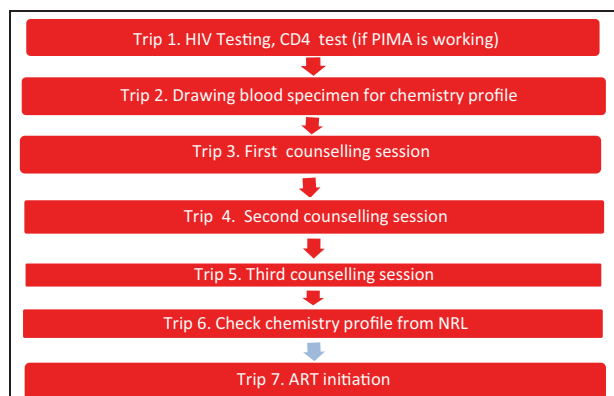 Trip 1. HIV Testing, CD4 test (if PIMA is working)
Trip 2. Drawing blood specimen for chemistry profile
Trip 3. First counselling session
Trip 4. Second counselling session
Trip 5. Third counselling session
Trip 6. Check chemistry profile from NRL
Trip 7. ART initiation